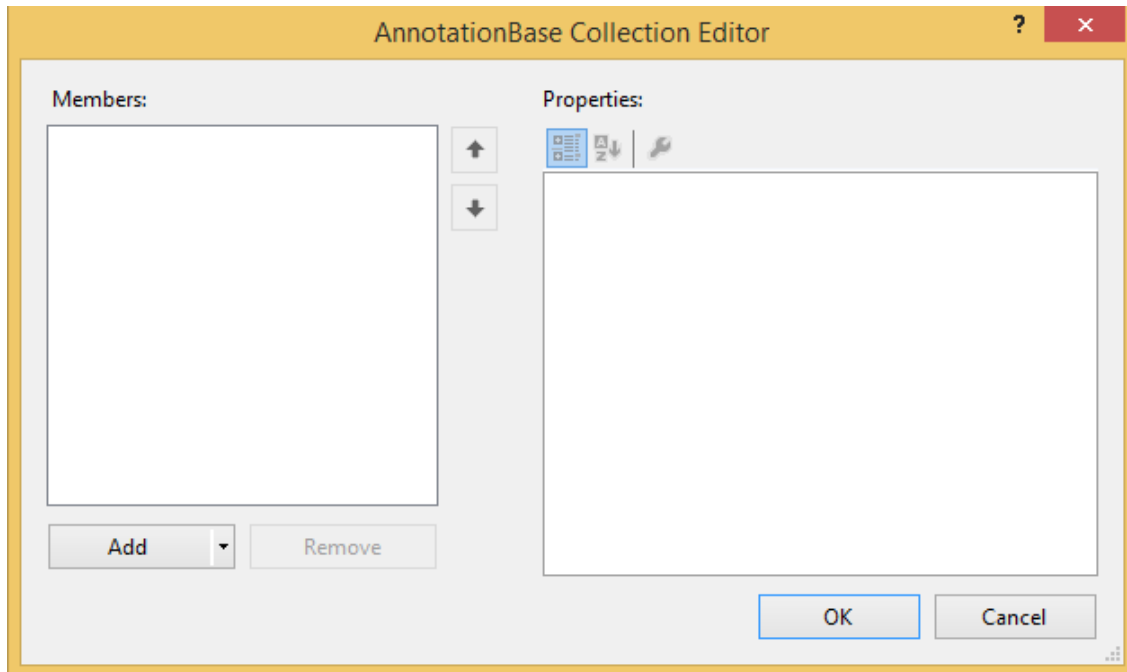 AnnotationBase Collection Editor
?
Members:
Properties:
A
Z
Add
Remove
OK
Cancel